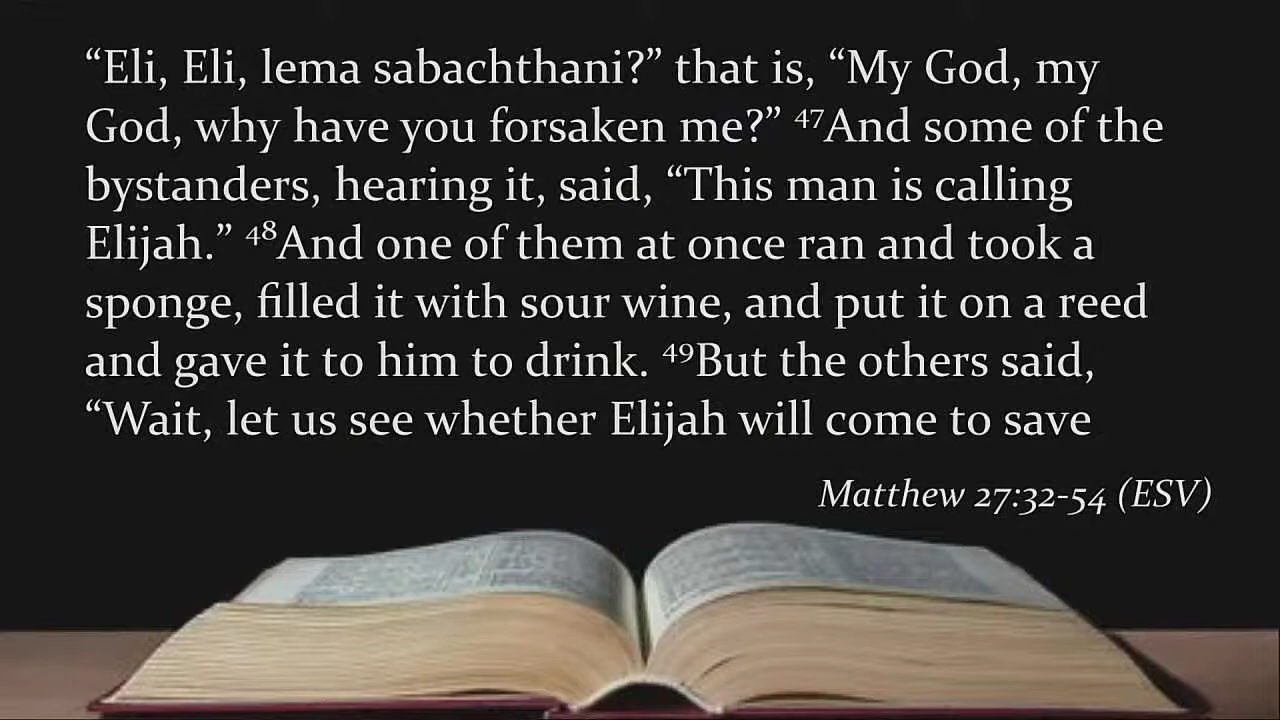 “Eli, Eli, lema sabachthani?” that is, “My God, my
God, why have you forsaken me?” ⁴⁷And some of the
bystanders, hearing it, said, “This man is calling
Elijah.” ⁴⁸And one of them at once ran and took a
sponge, filled it with sour wine, and put it on a reed
and gave it to him to drink. ⁴⁹But the others said,
“Wait, let us see whether Elijah will come to save
Matthew 27:32-54 (ESV)